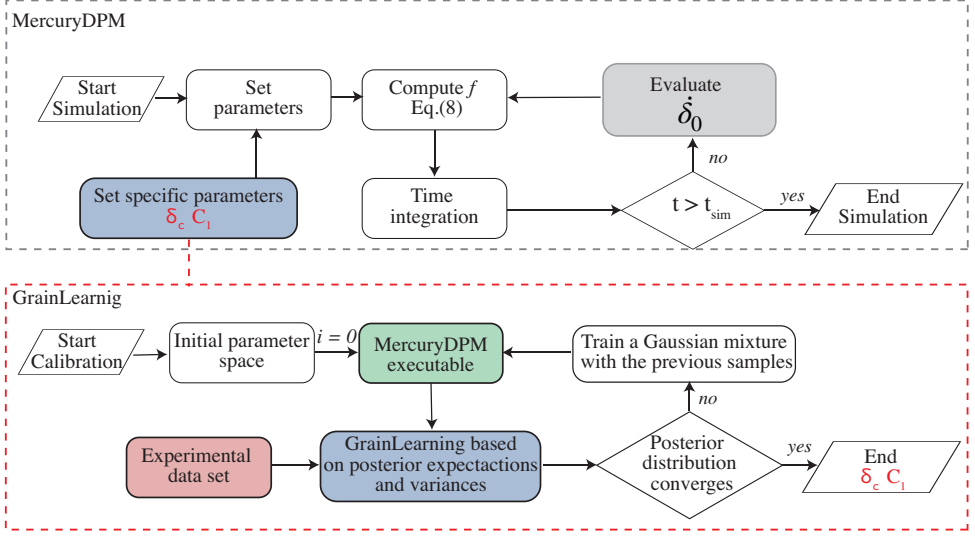 MercuryDPM
Start
Simulation
Set
parameters
Compute f
Eq.(8)
Evaluate
δ̇₀
no
Set specific parameters
δc C₁
Time
integration
t > tsim
yes
End
Simulation
GrainLearnig
Start
Calibration
Initial parameter
space
i = 0
MercuryDPM
executable
Train a Gaussian mixture
with the previous samples
no
Experimental
data set
GrainLearning based
on posterior expectactions
and variances
Posterior
distribution
converges
yes
End
δc C₁